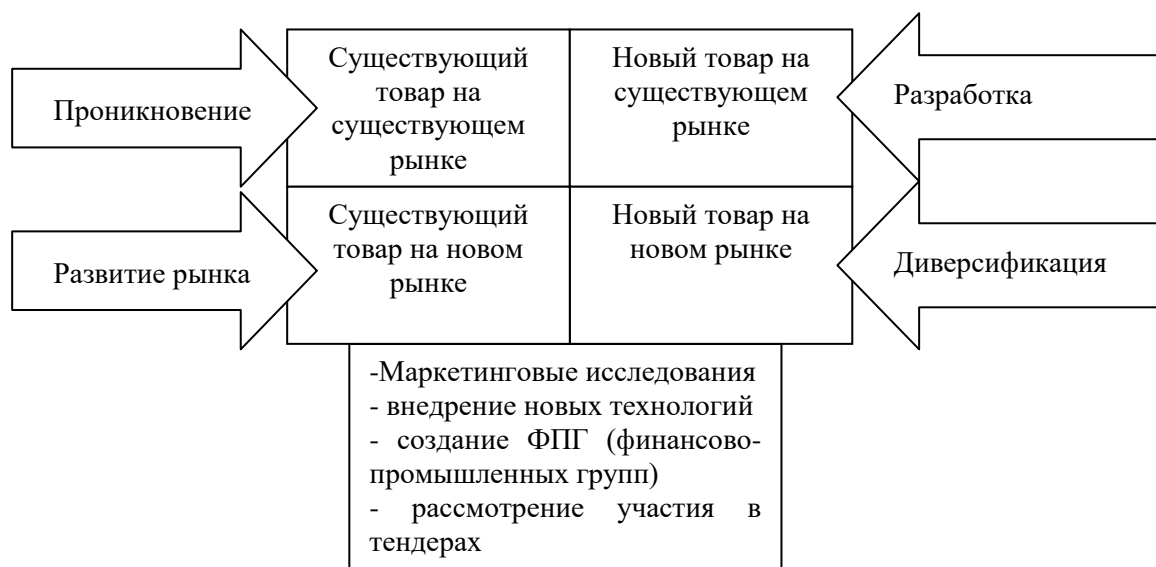 Проникновение
Существующий
товар на
существующем
рынке
Новый товар на
существующем
рынке
Разработка
Развитие рынка
Существующий
товар на новом
рынке
Новый товар на
новом рынке
Диверсификация
-Маркетинговые исследования
- внедрение новых технологий
- создание ФПГ (финансово-
промышленных групп)
- рассмотрение участия в
тендерах